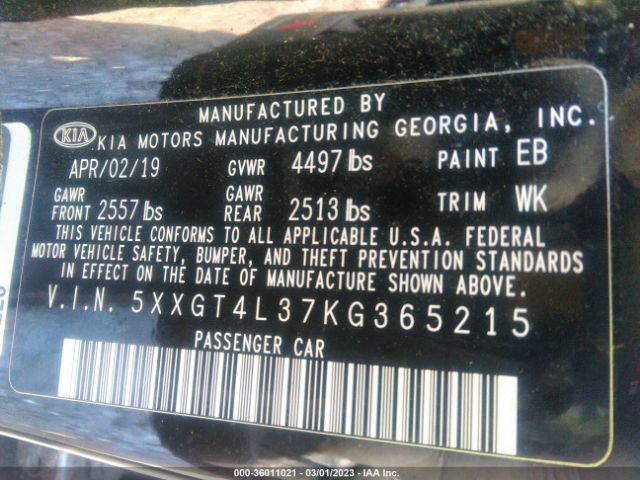 MANUFACTURED BY
KIA KIA MOTORS MANUFACTURING GEORGIA, INC.
APR/02/19 GVWR 4497 lbs PAINT EB
GAWR FRONT 2557 lbs GAWR REAR 2513 lbs TRIM WK
THIS VEHICLE CONFORMS TO ALL APPLICABLE U.S.A. FEDERAL
MOTOR VEHICLE SAFETY, BUMPER, AND THEFT PREVENTION STANDARDS
IN EFFECT ON THE DATE OF MANUFACTURE SHOWN ABOVE.
V.I.N. 5XXGT4L37KG365215
PASSENGER CAR
000-36011021 - 03/01/2023 - IAA Inc.